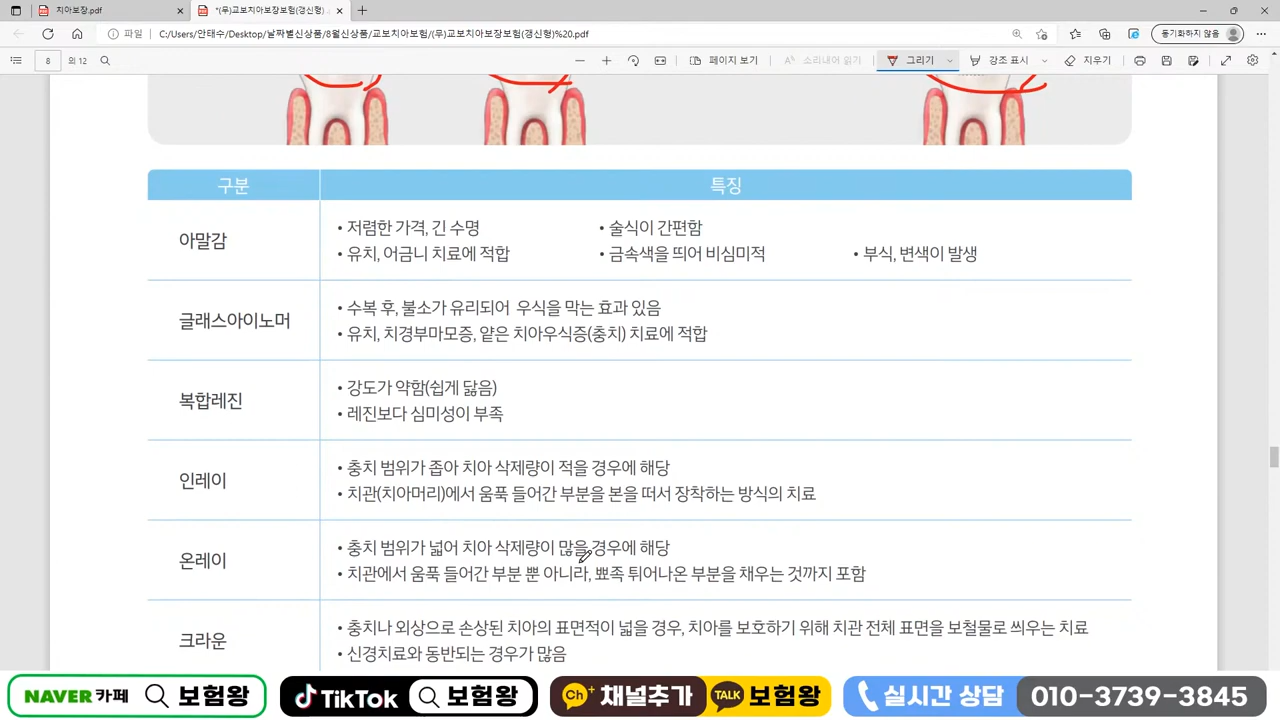 치아보장.pdf
*(무)교보치아보장보험(갱신형)
파일
C:/Users/안태수/Desktop/날짜별신상품/8월신상품/교보치아보험/(무)교보치아보장보험(갱신형)%20.pdf
동기화하지 않음
8 의 12
페이지 보기
소리내어 읽기
그리기
강조 표시
지우기
구분 특징
아말감
• 저렴한 가격, 긴 수명 • 술식이 간편함
• 유치, 어금니 치료에 적합 • 금속색을 띄어 비심미적 • 부식, 변색이 발생
글래스아이노머
• 수복 후, 불소가 유리되어 우식을 막는 효과 있음
• 유치, 치경부마모증, 얕은 치아우식증(충치) 치료에 적합
복합레진
• 강도가 약함(쉽게 닳음)
• 레진보다 심미성이 부족
인레이
• 충치 범위가 좁아 치아 삭제량이 적을 경우에 해당
• 치관(치아머리)에서 움푹 들어간 부분을 본을 떠서 장착하는 방식의 치료
온레이
• 충치 범위가 넓어 치아 삭제량이 많을 경우에 해당
• 치관에서 움푹 들어간 부분 뿐 아니라, 뾰족 튀어나온 부분을 채우는 것까지 포함
크라운
• 충치나 외상으로 손상된 치아의 표면적이 넓을 경우, 치아를 보호하기 위해 치관 전체 표면을 보철물로 씌우는 치료
• 신경치료와 동반되는 경우가 많음
NAVER 카페 보험왕
TikTok 보험왕
Ch+ 채널추가 TALK 보험왕
실시간 상담 010-3739-3845